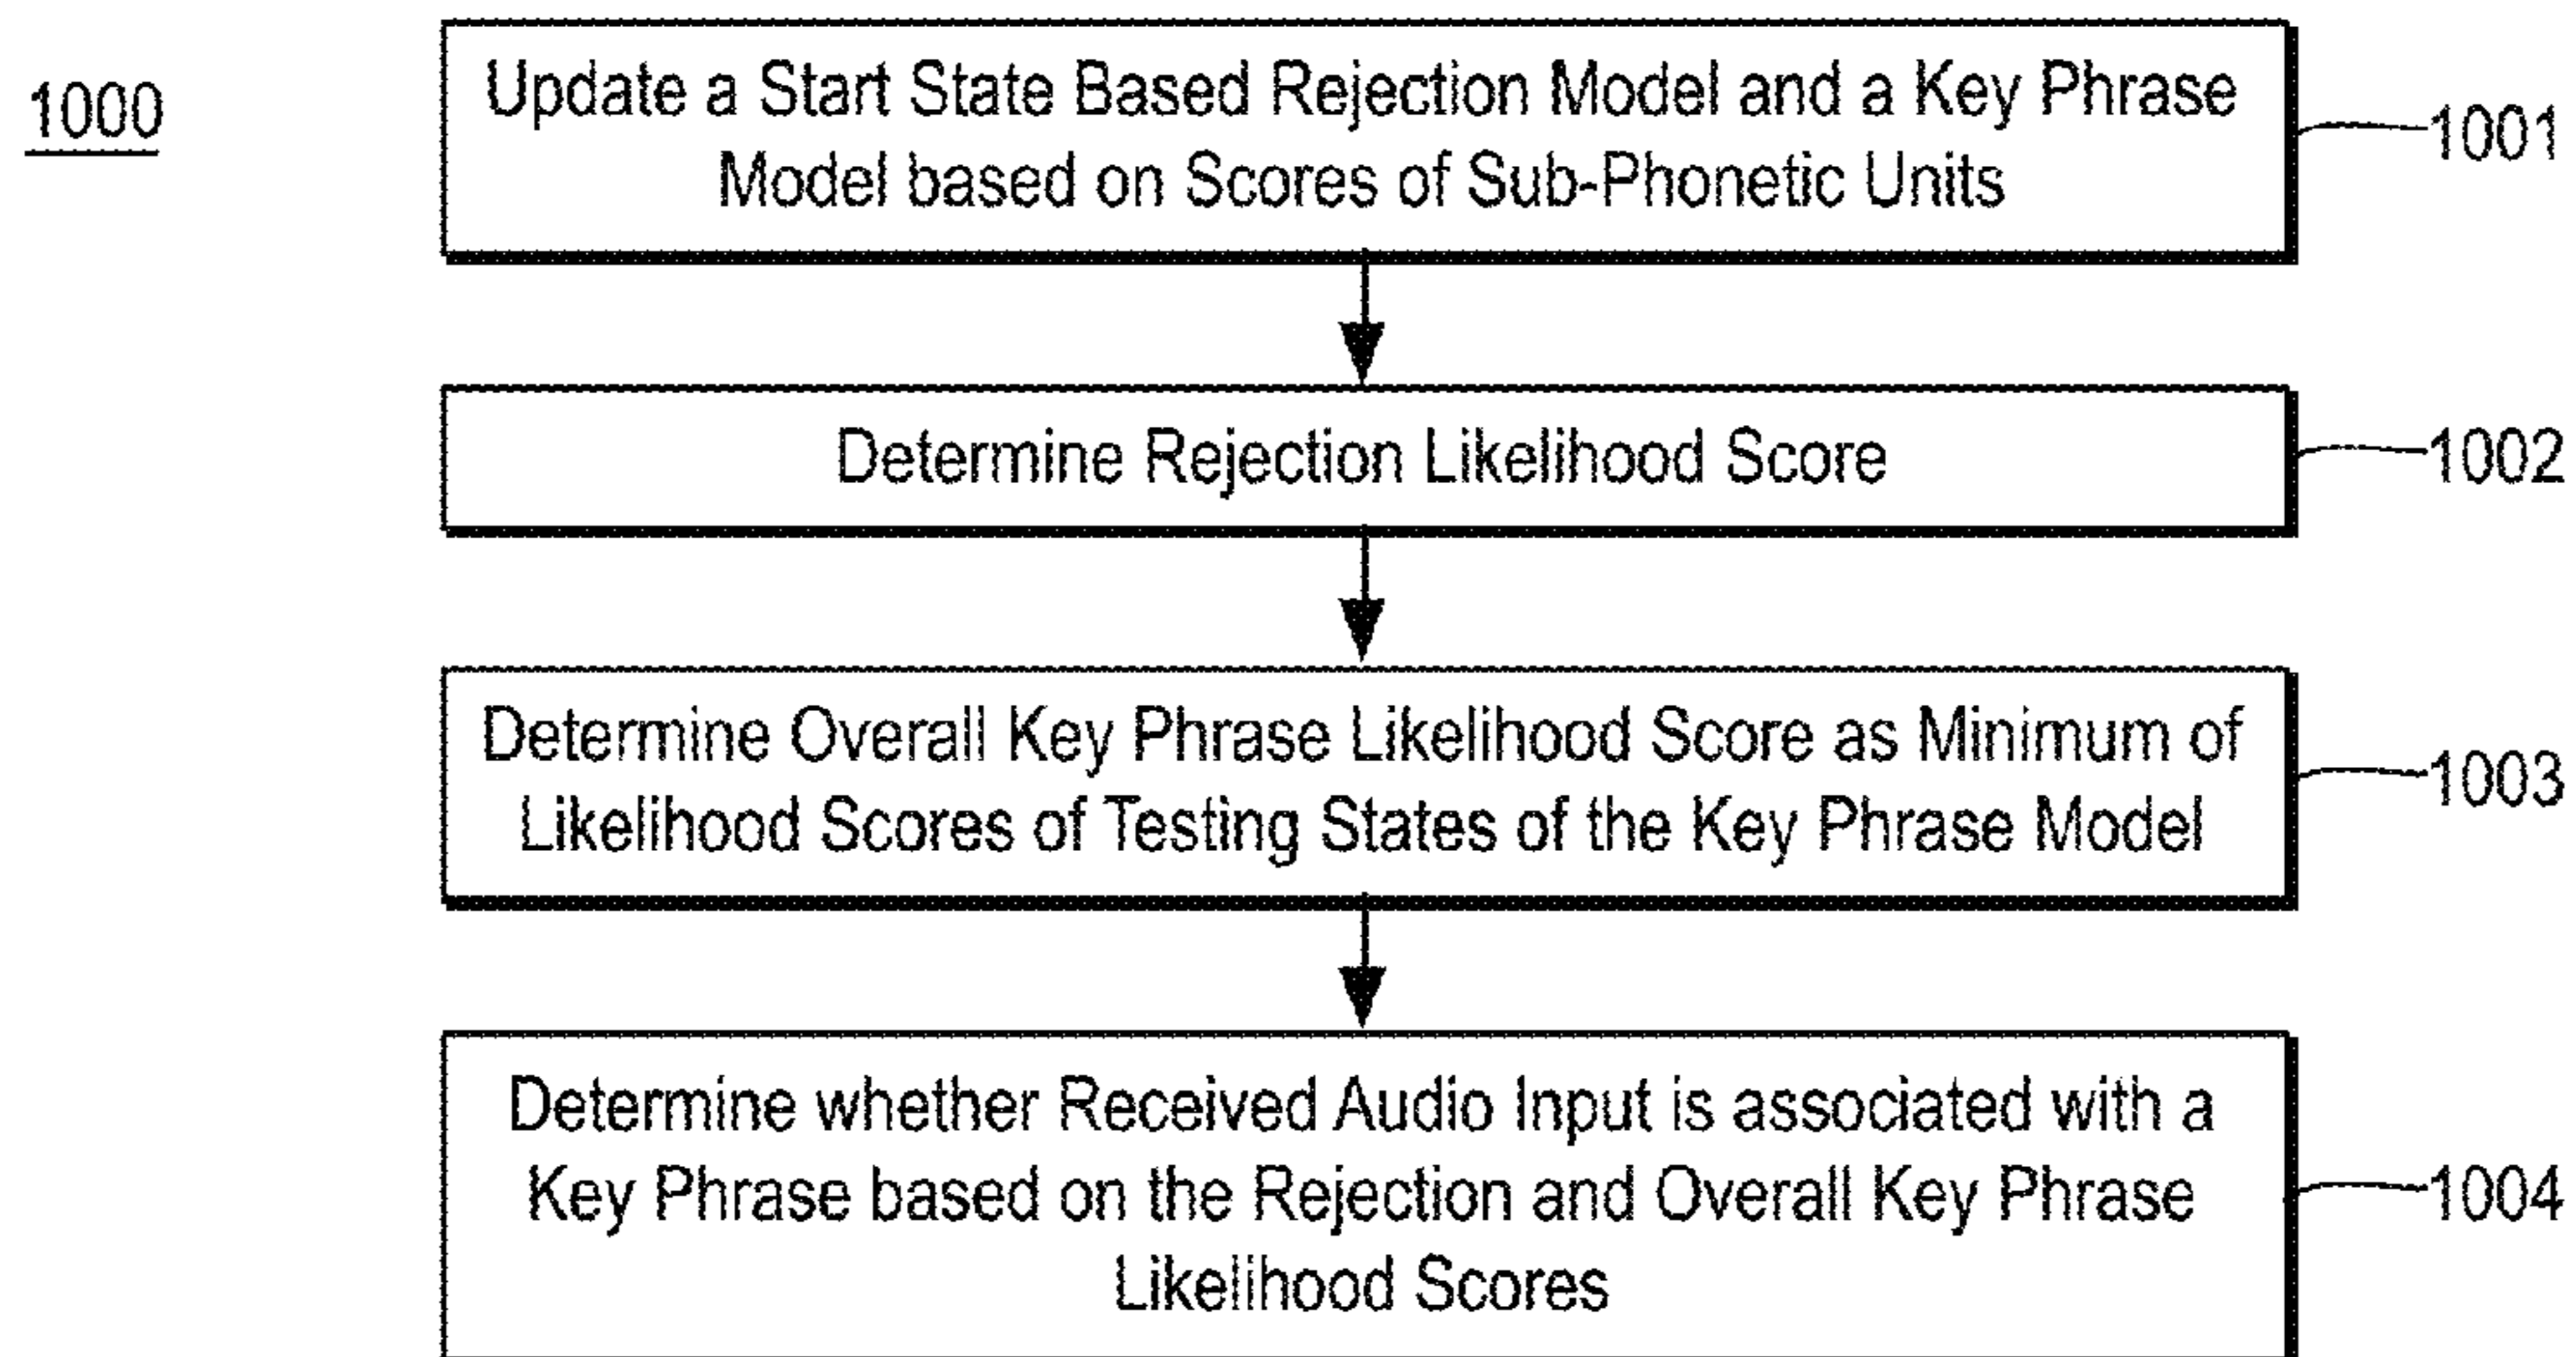 1000
Update a Start State Based Rejection Model and a Key Phrase
Model based on Scores of Sub-Phonetic Units
1001
Determine Rejection Likelihood Score
1002
Determine Overall Key Phrase Likelihood Score as Minimum of
Likelihood Scores of Testing States of the Key Phrase Model
1003
Determine whether Received Audio Input is associated with a
Key Phrase based on the Rejection and Overall Key Phrase
Likelihood Scores
1004